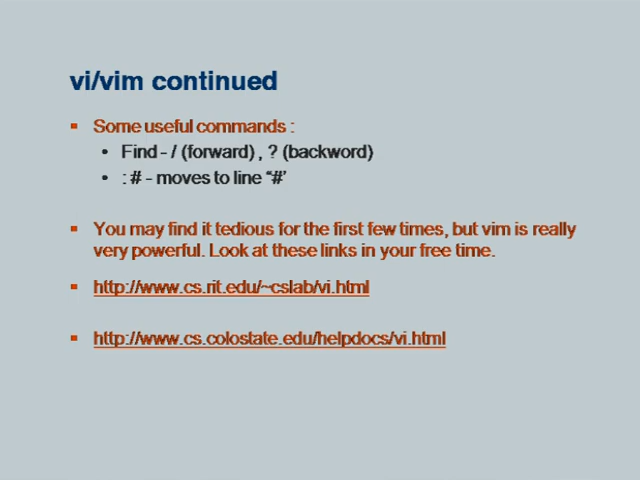 vi/vim continued
Some useful commands :
Find - / (forward) , ? (backword)
: # - moves to line "#'
You may find it tedious for the first few times, but vim is really
very powerful. Look at these links in your free time.
http://www.cs.rit.edu/~cslab/vi.html
http://www.cs.colostate.edu/helpdocs/vi.html